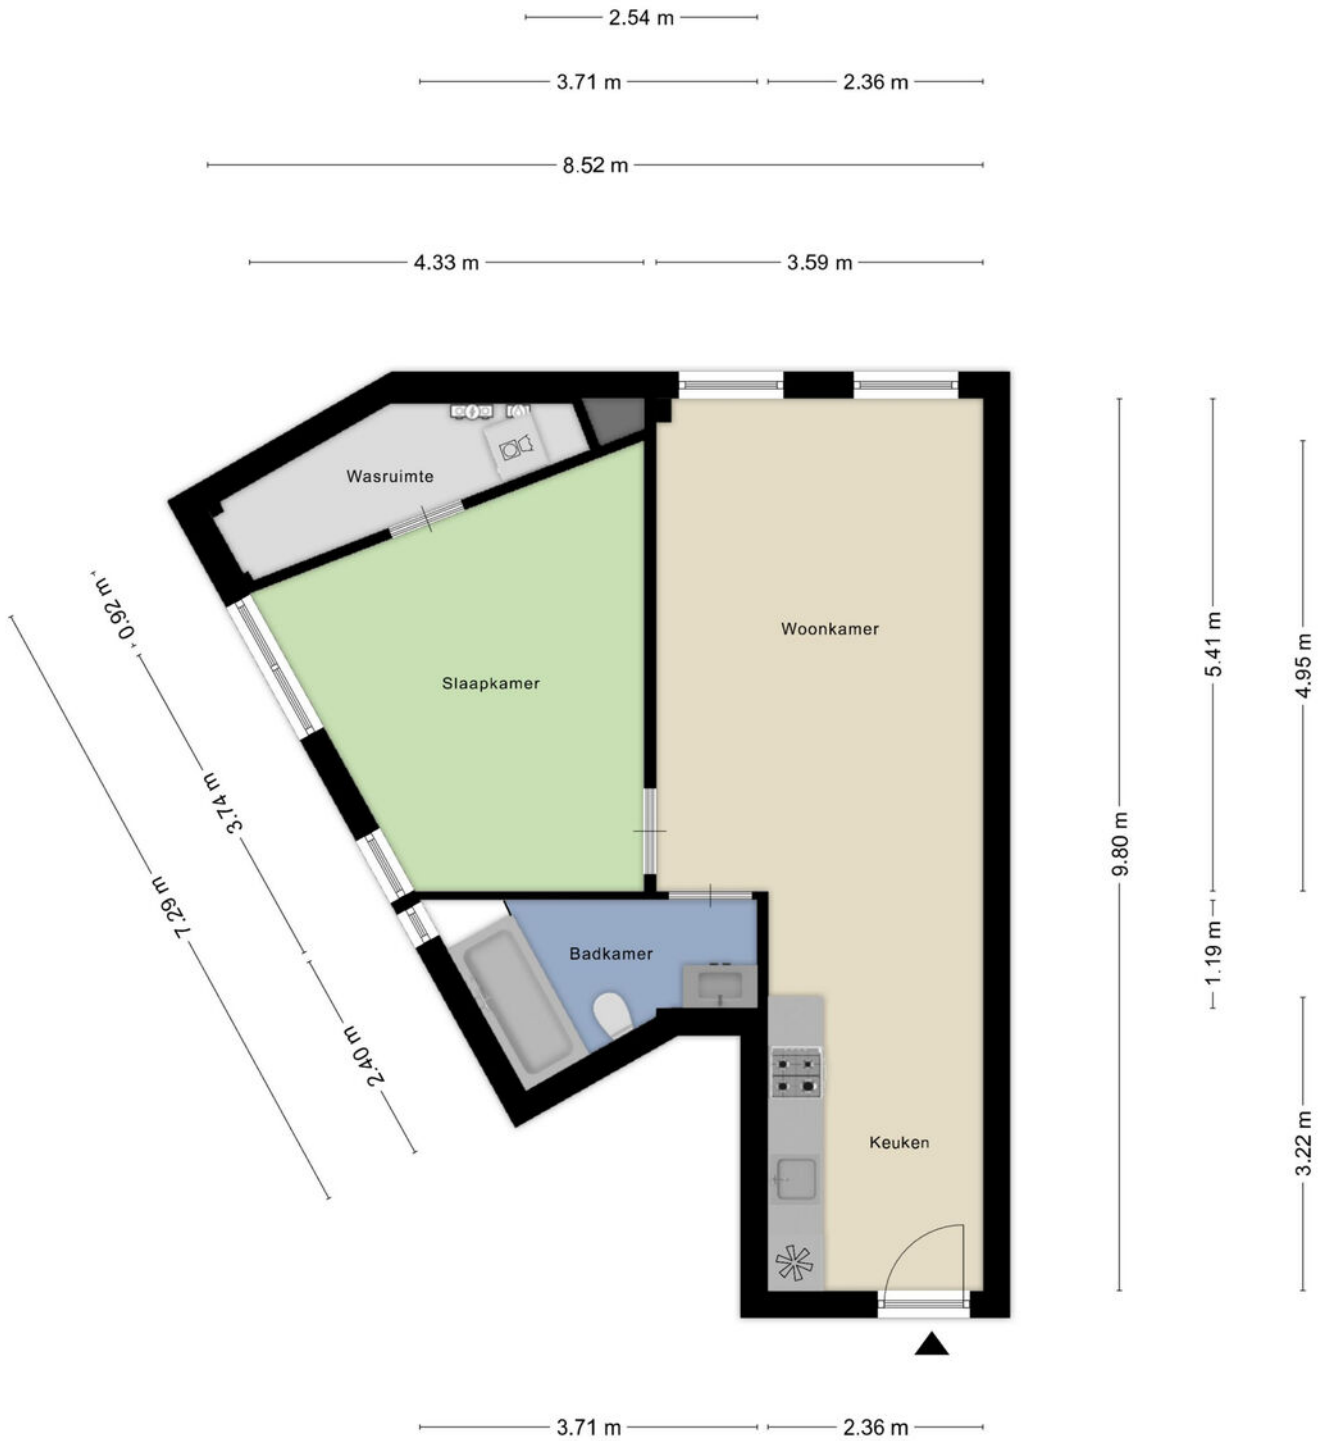 2.54 m
3.71 m
2.36 m
8.52 m
4.33 m
3.59 m
Wasruimte
Woonkamer
Slaapkamer
Badkamer
Keuken
0.92 m
3.74 m
7.29 m
2.40 m
5.41 m
4.95 m
9.80 m
1.19 m
3.22 m
3.71 m
2.36 m